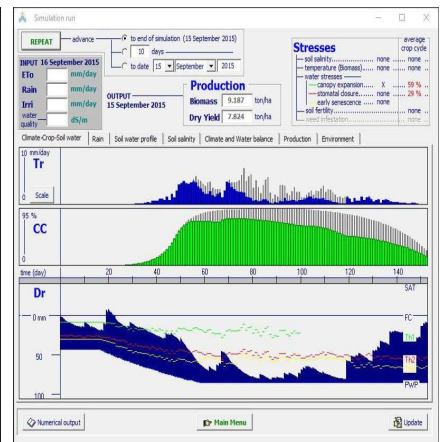 Simulation run
REPEAT
advance
to end of simulation (15 September 2015)
10 days
to date 15 September 2015
INPUT 16 September 2015
ETo mm/day
Rain mm/day
Irri mm/day
water quality dS/m
OUTPUT
15 September 2015
Production
Biomass 9.187 ton/ha
Dry Yield 7.824 ton/ha
Stresses
average
crop cycle
soil salinity........ none ...... none
temperature (Biomass)...... none ...... none
water stresses
canopy expansion X ...... 59 %
stomatal closure....... none ...... 29 %
early senescence ..... none
soil fertility........ none ...... none
weed infestation........ none ...... none
Climate-Crop-Soil water | Rain | Soil water profile | Soil salinity | Climate and Water balance | Production | Environment
10 mm/day
Tr
Scale
0
95 %
CC
0
time (day) 20 40 60 80 100 120 140
Dr
SAT
0 mm
FC
Th1
50
Th2
PWP
100
Numerical output
Main Menu
Update